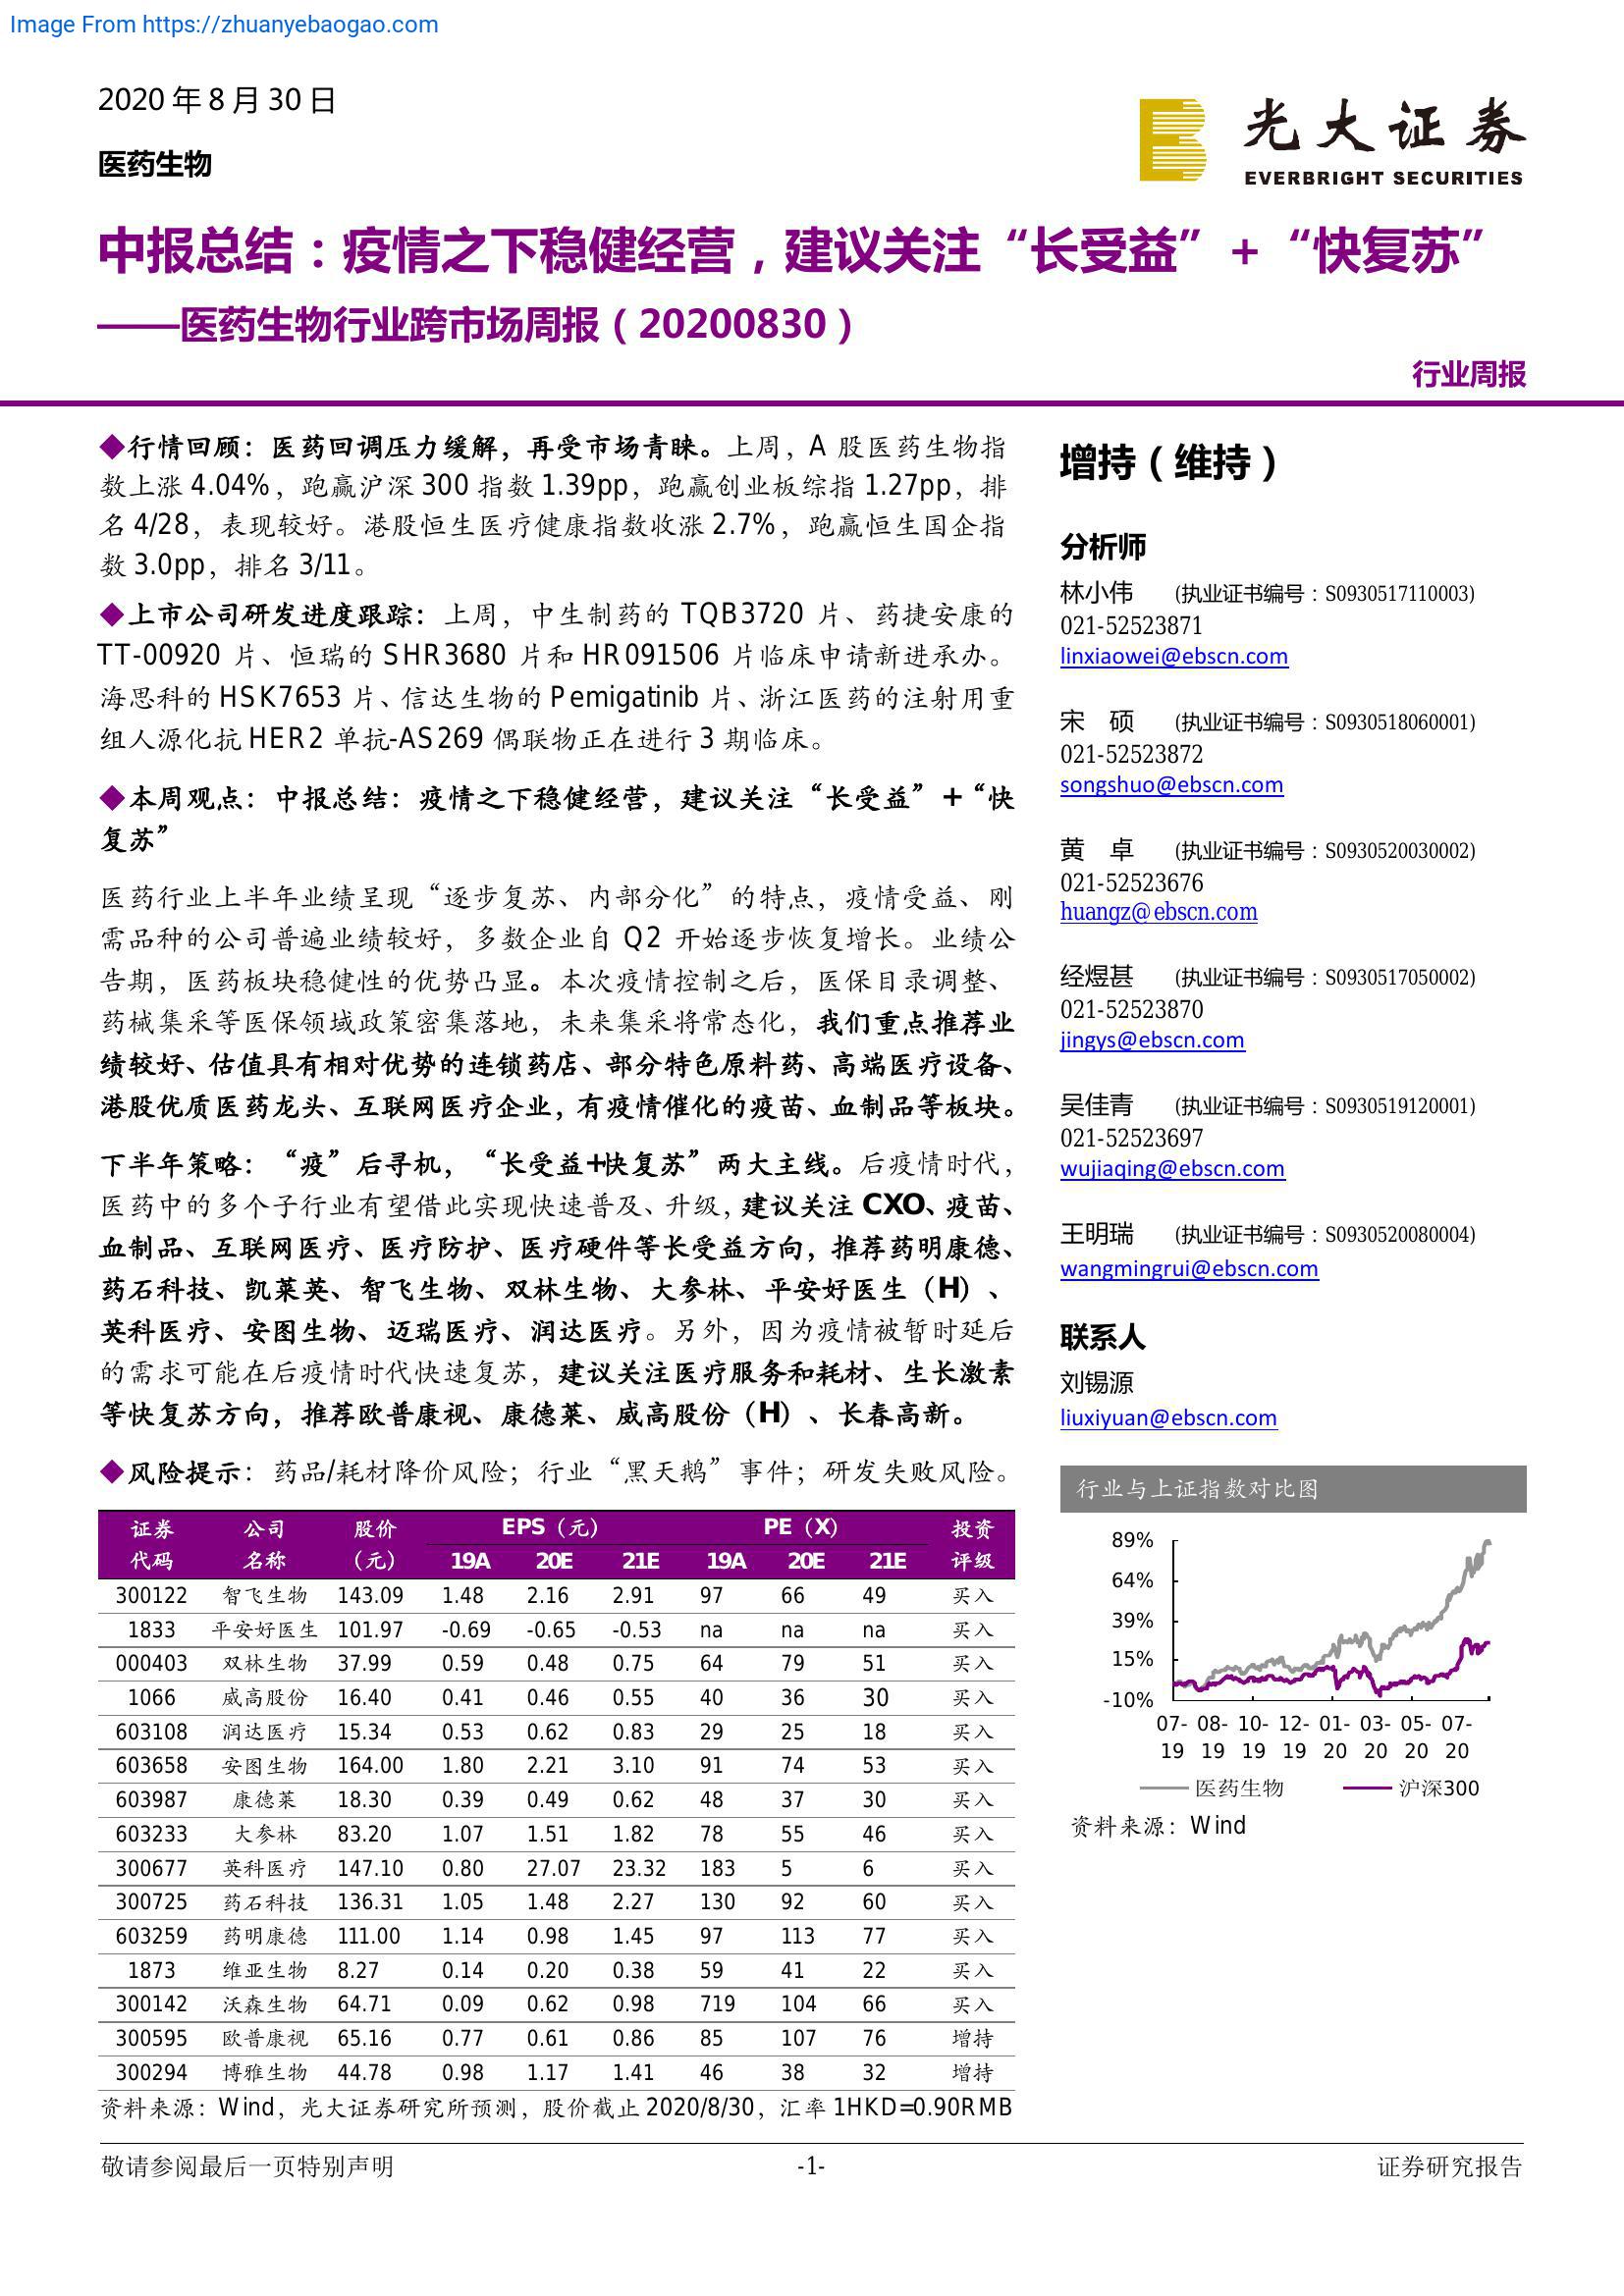 Image From https://zhuanyebaogao.com
2020 年 8 月 30 日
医药生物
光大证券
EVERBRIGHT SECURITIES
中报总结：疫情之下稳健经营，建议关注“长受益”+“快复苏”
——医药生物行业跨市场周报（20200830）
行业周报
◆行情回顾：医药回调压力缓解，再受市场青睐。上周，A 股医药生物指
数上涨 4.04%，跑赢沪深 300 指数 1.39pp，跑赢创业板综指 1.27pp，排
名 4/28，表现较好。港股恒生医疗健康指数收涨 2.7%，跑赢恒生国企指
数 3.0pp，排名 3/11。
◆上市公司研发进度跟踪：上周，中生制药的 TQB3720 片、药捷安康的
TT-00920 片、恒瑞的 SHR3680 片和 HR091506 片临床申请新进承办。
海思科的 HSK7653 片、信达生物的 Pemigatinib 片、浙江医药的注射用重
组人源化抗 HER2 单抗-AS269 偶联物正在进行 3 期临床。
◆本周观点：中报总结：疫情之下稳健经营，建议关注“长受益”+“快
复苏”
医药行业上半年业绩呈现“逐步复苏、内部分化”的特点，疫情受益、刚
需品种的公司普遍业绩较好，多数企业自 Q2 开始逐步恢复增长。业绩公
告期，医药板块稳健性的优势凸显。本次疫情控制之后，医保目录调整、
药械集采等医保领域政策密集落地，未来集采将常态化，我们重点推荐业
绩较好、估值具有相对优势的连锁药店、部分特色原料药、高端医疗设备、
港股优质医药龙头、互联网医疗企业，有疫情催化的疫苗、血制品等板块。
下半年策略：“疫”后寻机，“长受益+快复苏”两大主线。后疫情时代，
医药中的多个子行业有望借此实现快速普及、升级，建议关注 CXO、疫苗、
血制品、互联网医疗、医疗防护、医疗硬件等长受益方向，推荐药明康德、
药石科技、凯莱英、智飞生物、双林生物、大参林、平安好医生（H）、
英科医疗、安图生物、迈瑞医疗、润达医疗。另外，因为疫情被暂时延后
的需求可能在后疫情时代快速复苏，建议关注医疗服务和耗材、生长激素
等快复苏方向，推荐欧普康视、康德莱、威高股份（H）、长春高新。
◆风险提示：药品/耗材降价风险；行业“黑天鹅”事件；研发失败风险。
证券 公司 股价 EPS（元） PE（X） 投资
代码 名称 （元） 19A 20E 21E 19A 20E 21E 评级
300122 智飞生物 143.09 1.48 2.16 2.91 97 66 49 买入
1833 平安好医生 101.97 -0.69 -0.65 -0.53 na na na 买入
000403 双林生物 37.99 0.59 0.48 0.75 64 79 51 买入
1066 威高股份 16.40 0.41 0.46 0.55 40 36 30 买入
603108 润达医疗 15.34 0.53 0.62 0.83 29 25 18 买入
603658 安图生物 164.00 1.80 2.21 3.10 91 74 53 买入
603987 康德莱 18.30 0.39 0.49 0.62 48 37 30 买入
603233 大参林 83.20 1.07 1.51 1.82 78 55 46 买入
300677 英科医疗 147.10 0.80 27.07 23.32 183 5 6 买入
300725 药石科技 136.31 1.05 1.48 2.27 130 92 60 买入
603259 药明康德 111.00 1.14 0.98 1.45 97 113 77 买入
1873 维亚生物 8.27 0.14 0.20 0.38 59 41 22 买入
300142 沃森生物 64.71 0.09 0.62 0.98 719 104 66 买入
300595 欧普康视 65.16 0.77 0.61 0.86 85 107 76 增持
300294 博雅生物 44.78 0.98 1.17 1.41 46 38 32 增持
资料来源：Wind，光大证券研究所预测，股价截止 2020/8/30，汇率 1HKD=0.90RMB
增持（维持）
分析师
林小伟 (执业证书编号：S0930517110003)
021-52523871
linxiaowei@ebscn.com
宋 硕 (执业证书编号：S0930518060001)
021-52523872
songshuo@ebscn.com
黄 卓 (执业证书编号：S0930520030002)
021-52523676
huangz@ebscn.com
经煜甚 (执业证书编号：S0930517050002)
021-52523870
jingys@ebscn.com
吴佳青 (执业证书编号：S0930519120001)
021-52523697
wujiaqing@ebscn.com
王明瑞 (执业证书编号：S0930520080004)
wangmingrui@ebscn.com
联系人
刘锡源
liuxiyuan@ebscn.com
行业与上证指数对比图
89%
64%
39%
15%
-10%
07- 08- 10- 12- 01- 03- 05- 07-
19 19 19 19 20 20 20 20
医药生物 沪深300
资料来源：Wind
敬请参阅最后一页特别声明 -1- 证券研究报告